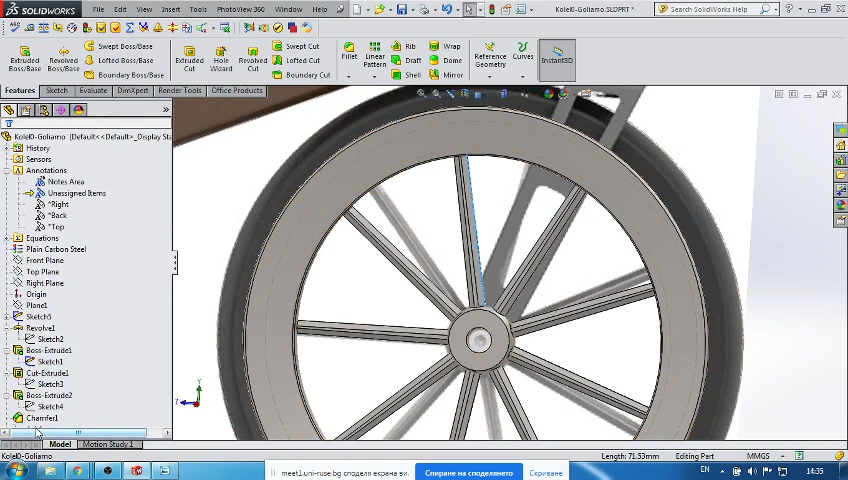 SOLIDWORKS File Edit View Insert Tools PhotoView 360 Window Help Kolel0-Goliamo.SLDPRT * Search SolidWorks Help
Extruded Boss/Base
Revolved Boss/Base
Swept Boss/Base
Lofted Boss/Base
Boundary Boss/Base
Extruded Cut
Hole Wizard
Revolved Cut
Swept Cut
Lofted Cut
Boundary Cut
Fillet
Linear Pattern
Rib
Draft
Shell
Wrap
Dome
Mirror
Reference Geometry
Curves
Instant3D
Features Sketch Evaluate DimXpert Render Tools Office Products
Kolel0-Goliamo (Default<<Default>_Display Sta
History
Sensors
Annotations
Notes Area
Unassigned Items
*Right
*Back
*Top
Equations
Plain Carbon Steel
Front Plane
Top Plane
Right Plane
Origin
Plane1
Sketch5
Revolve1
Sketch2
Boss-Extrude1
Sketch1
Cut-Extrude1
Sketch3
Boss-Extrude2
Sketch4
Chamfer1
Y
Z
Model Motion Study 1
Kolel0-Goliamo Length: 71.53mm Editing Part MMGS
meet1.uni-ruse.bg споделя екрана ви. Спиране на споделянето Скриване EN 14:35